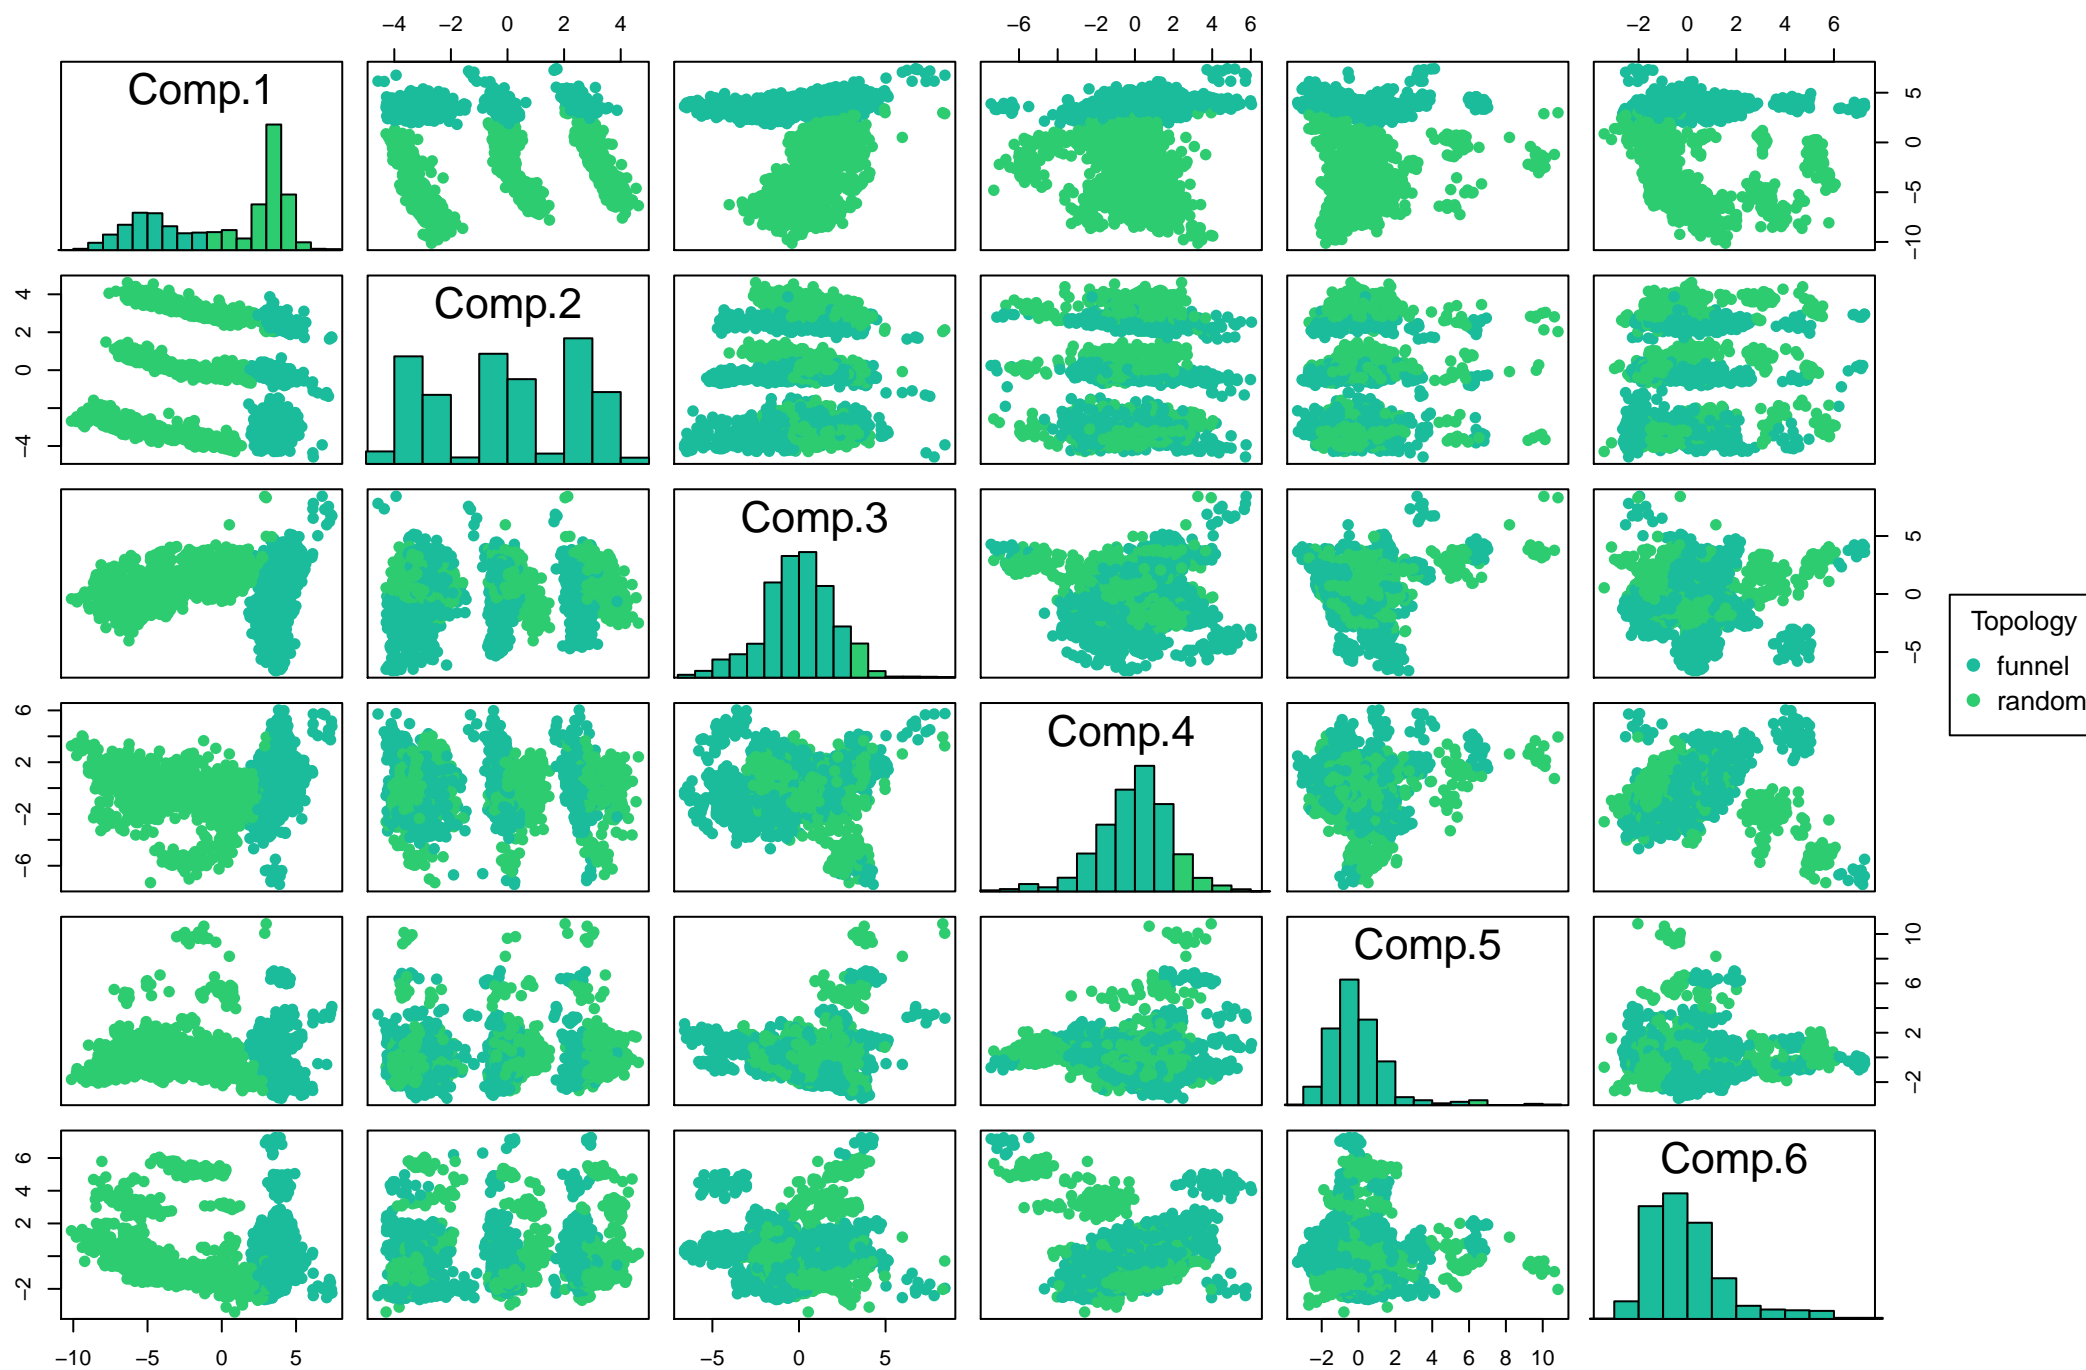 −4 −2 0 2 4
−6 −2 0 2 4 6
−2 0 2 4 6
Comp.1
−10 −5 0 5
4 2 0 −4
Comp.2
Comp.3
−5 0 5
Topology
funnel
random
6 2 −2 −6
Comp.4
Comp.5
−2 2 6 10
6 4 2 −2
Comp.6
−10 −5 0 5
−5 0 5
−2 0 2 4 6 8 10